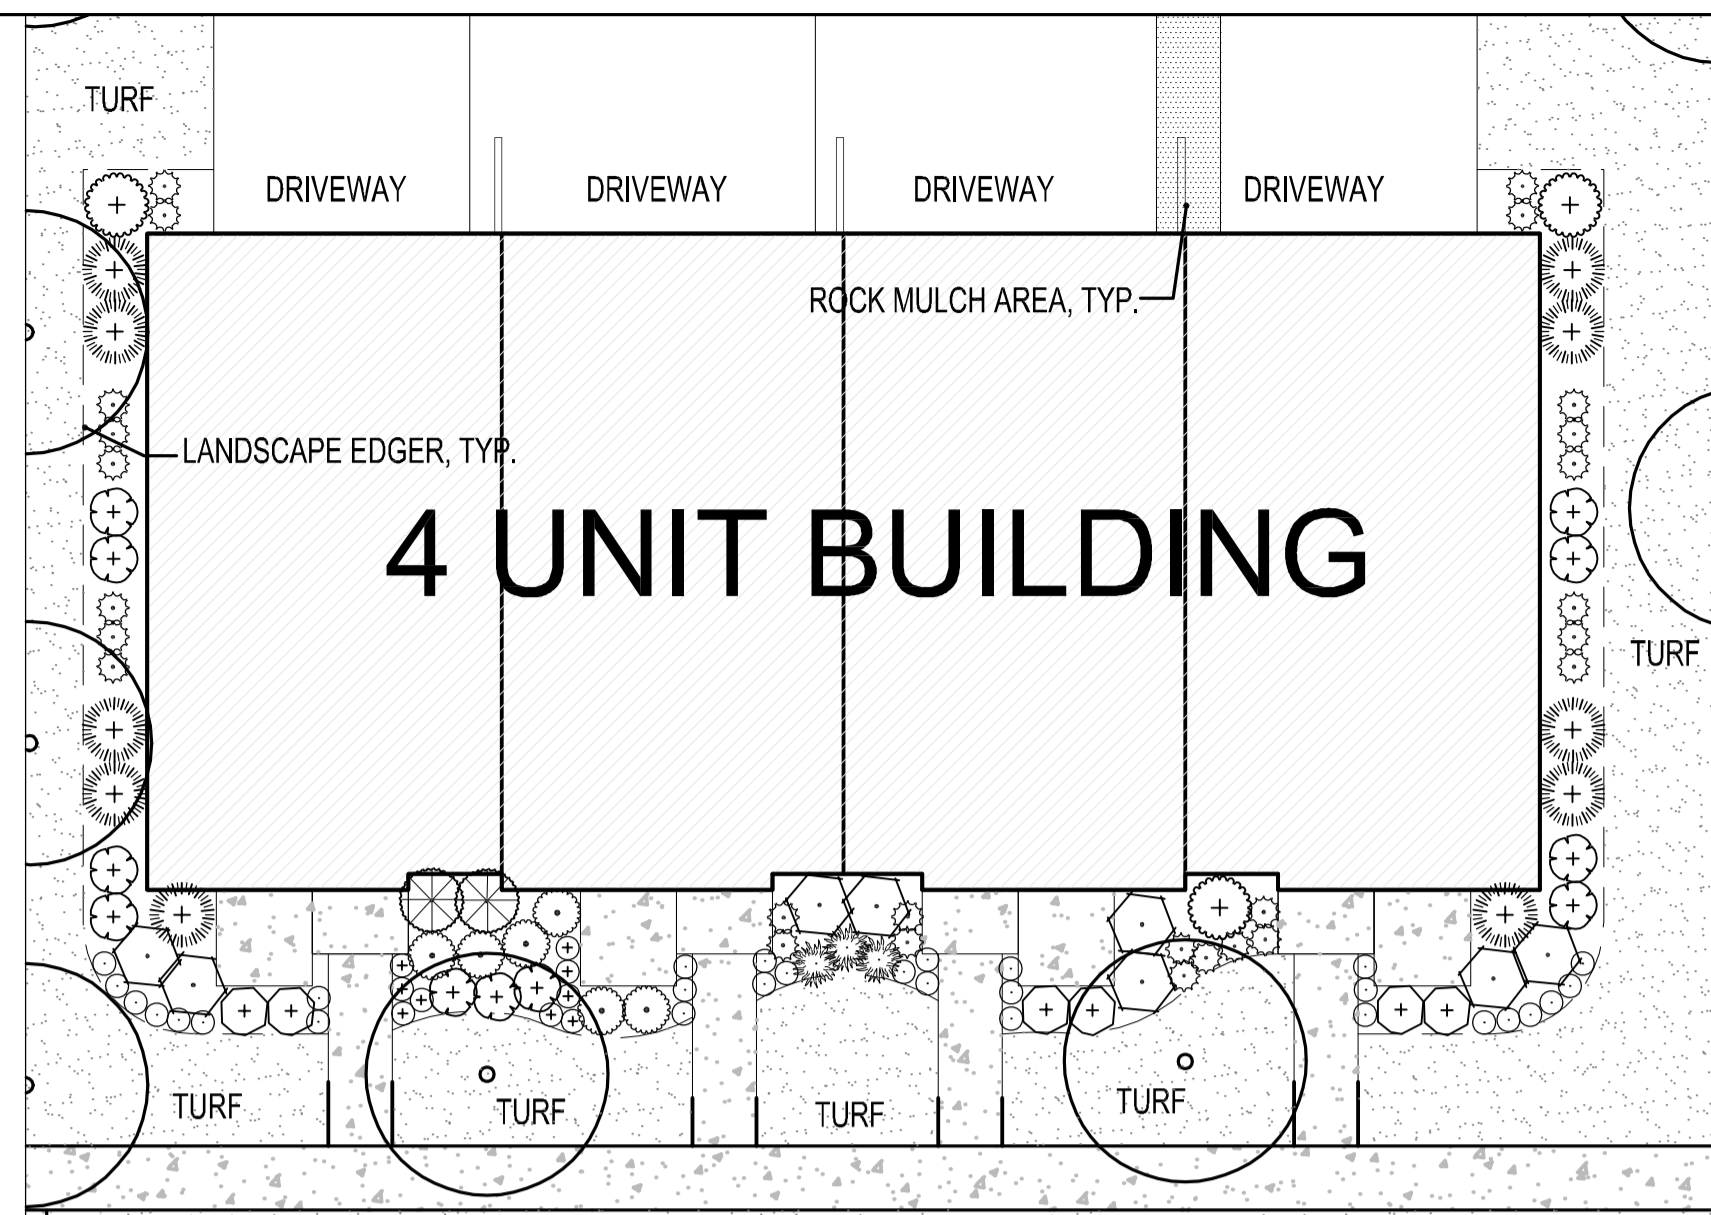 TURF
DRIVEWAY
DRIVEWAY
DRIVEWAY
DRIVEWAY
ROCK MULCH AREA, TYP.
LANDSCAPE EDGER, TYP.
4 UNIT BUILDING
TURF
TURF
TURF
TURF
TURF